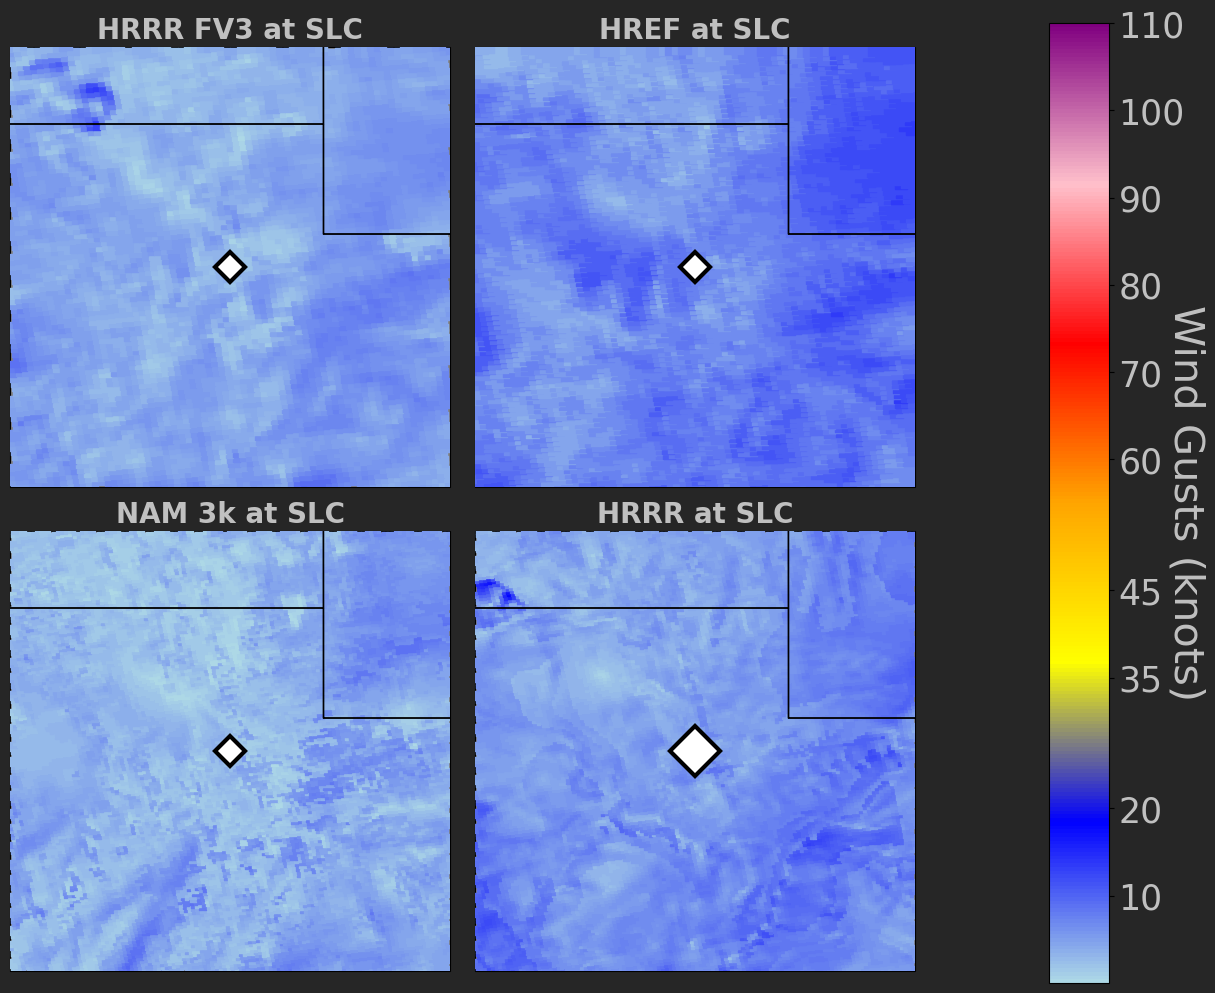 HRRR FV3 at SLC
HREF at SLC
NAM 3k at SLC
HRRR at SLC
110
100
90
80
70
60
45
35
20
10
Wind Gusts (knots)